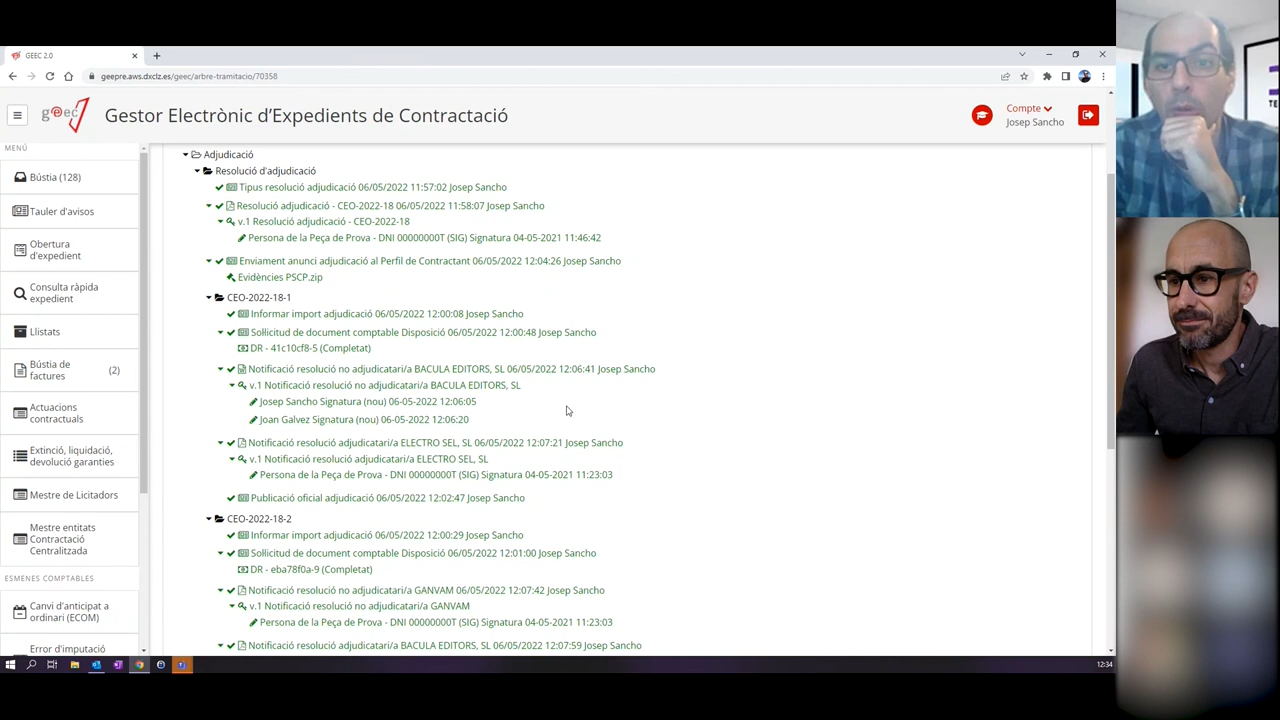 GEEC 2.0
geepre.aws.dxclz.es/geec/arbre-tramitacio/70358
geec
Gestor Electrònic d'Expedients de Contractació
Compte
Josep Sancho
MENÚ
Bústia (128)
Tauler d'avisos
Obertura
d'expedient
Consulta ràpida
expedient
Llistats
Bústia de
factures
(2)
Actuacions
contractuals
Extinció, liquidació,
devolució garanties
Mestre de Licitadors
Mestre entitats
Contractació
Centralitzada
ESMENES COMPTABLES
Canvi d'anticipat a
ordinari (ECOM)
Error d'imputació
Adjudicació
Resolució d'adjudicació
Tipus resolució adjudicació 06/05/2022 11:57:02 Josep Sancho
Resolució adjudicació - CEO-2022-18 06/05/2022 11:58:07 Josep Sancho
v.1 Resolució adjudicació - CEO-2022-18
Persona de la Peça de Prova - DNI 00000000T (SIG) Signatura 04-05-2021 11:46:42
Enviament anunci adjudicació al Perfil de Contractant 06/05/2022 12:04:26 Josep Sancho
Evidències PSCP.zip
CEO-2022-18-1
Informar import adjudicació 06/05/2022 12:00:08 Josep Sancho
Sol·licitud de document comptable Disposició 06/05/2022 12:00:48 Josep Sancho
DR - 41c10cf8-5 (Completat)
Notificació resolució no adjudicatari/a BACULA EDITORS, SL 06/05/2022 12:06:41 Josep Sancho
v.1 Notificació resolució no adjudicatari/a BACULA EDITORS, SL
Josep Sancho Signatura (nou) 06-05-2022 12:06:05
Joan Galvez Signatura (nou) 06-05-2022 12:06:20
Notificació resolució adjudicatari/a ELECTRO SEL, SL 06/05/2022 12:07:21 Josep Sancho
v.1 Notificació resolució adjudicatari/a ELECTRO SEL, SL
Persona de la Peça de Prova - DNI 00000000T (SIG) Signatura 04-05-2021 11:23:03
Publicació oficial adjudicació 06/05/2022 12:02:47 Josep Sancho
CEO-2022-18-2
Informar import adjudicació 06/05/2022 12:00:29 Josep Sancho
Sol·licitud de document comptable Disposició 06/05/2022 12:01:00 Josep Sancho
DR - eba78f0a-9 (Completat)
Notificació resolució no adjudicatari/a GANVAM 06/05/2022 12:07:42 Josep Sancho
v.1 Notificació resolució no adjudicatari/a GANVAM
Persona de la Peça de Prova - DNI 00000000T (SIG) Signatura 04-05-2021 11:23:03
Notificació resolució adjudicatari/a BACULA EDITORS, SL 06/05/2022 12:07:59 Josep Sancho
12:34